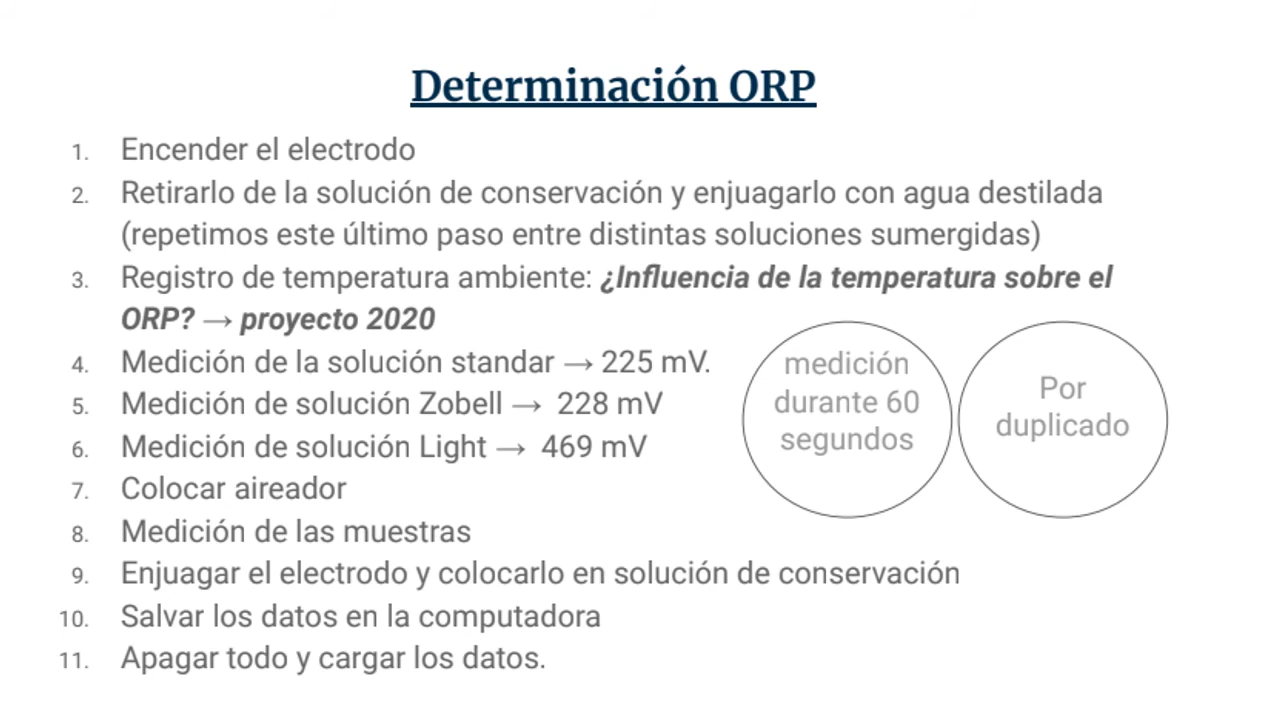 Determinación ORP
1. Encender el electrodo
2. Retirarlo de la solución de conservación y enjuagarlo con agua destilada
(repetimos este último paso entre distintas soluciones sumergidas)
3. Registro de temperatura ambiente: ¿Influencia de la temperatura sobre el
ORP? → proyecto 2020
4. Medición de la solución standar → 225 mV.
5. Medición de solución Zobell → 228 mV
6. Medición de solución Light → 469 mV
7. Colocar aireador
8. Medición de las muestras
9. Enjuagar el electrodo y colocarlo en solución de conservación
10. Salvar los datos en la computadora
11. Apagar todo y cargar los datos.
medición
durante 60
segundos
Por
duplicado